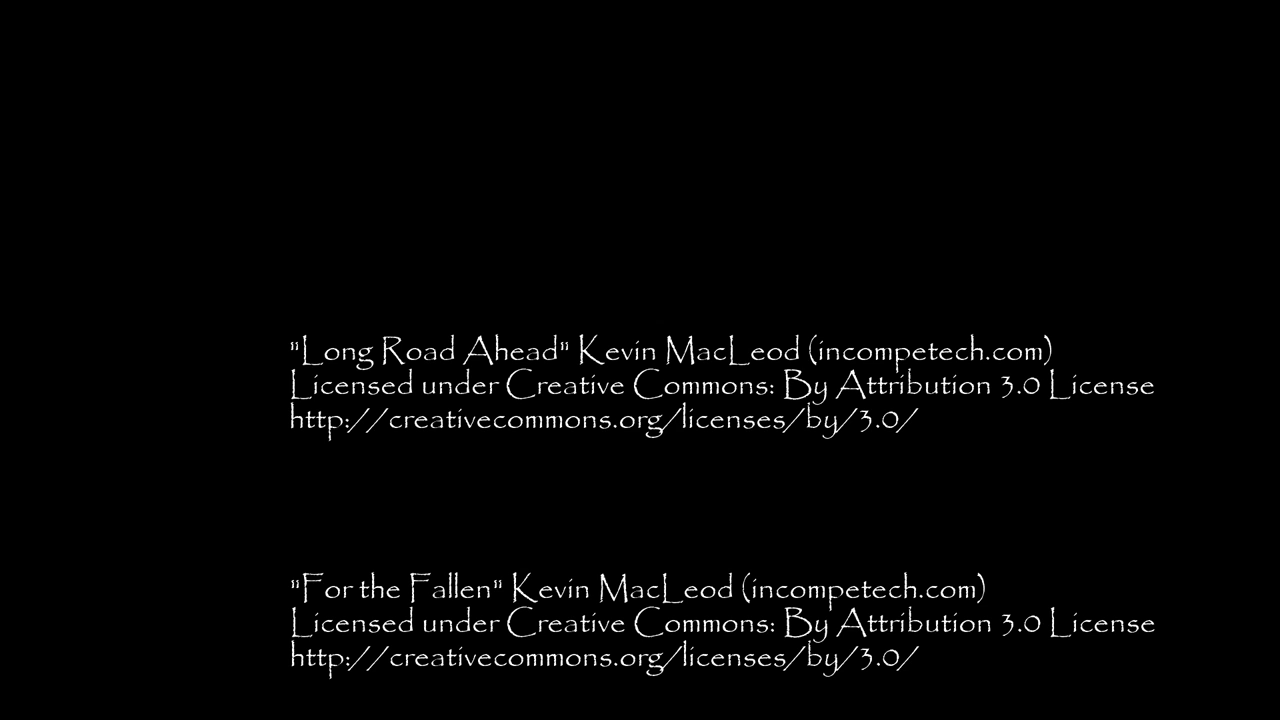 "Long Road Ahead" Kevin MacLeod (incompetech.com)
Licensed under Creative Commons: By Attribution 3.0 License
http://creativecommons.org/licenses/by/3.0/
"For the Fallen" Kevin MacLeod (incompetech.com)
Licensed under Creative Commons: By Attribution 3.0 License
http://creativecommons.org/licenses/by/3.0/